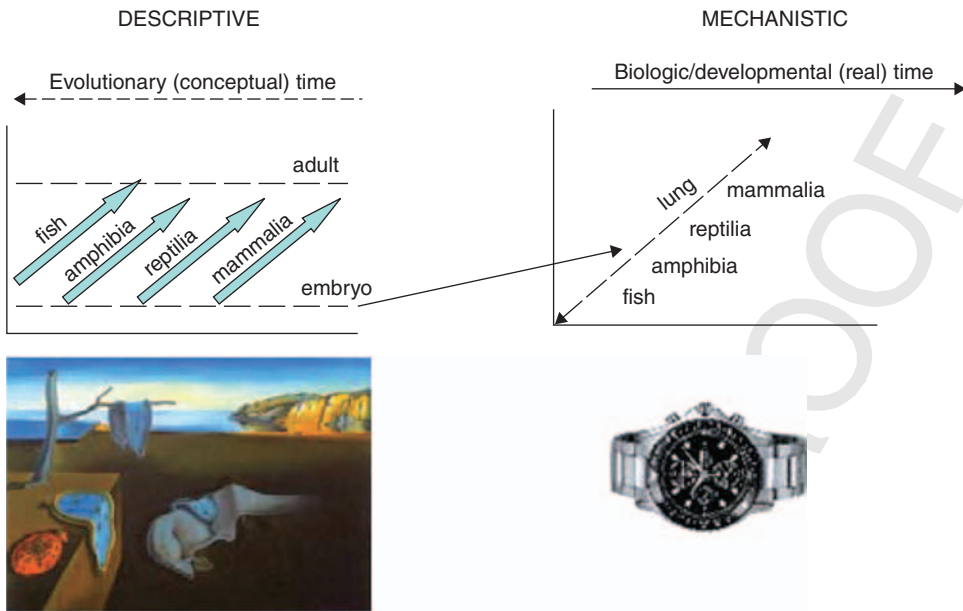 DESCRIPTIVE
Evolutionary (conceptual) time
adult
fish
amphibia
reptilia
mammalia
embryo
MECHANISTIC
Biologic/developmental (real) time
lung
mammalia
reptilia
amphibia
fish
OOF